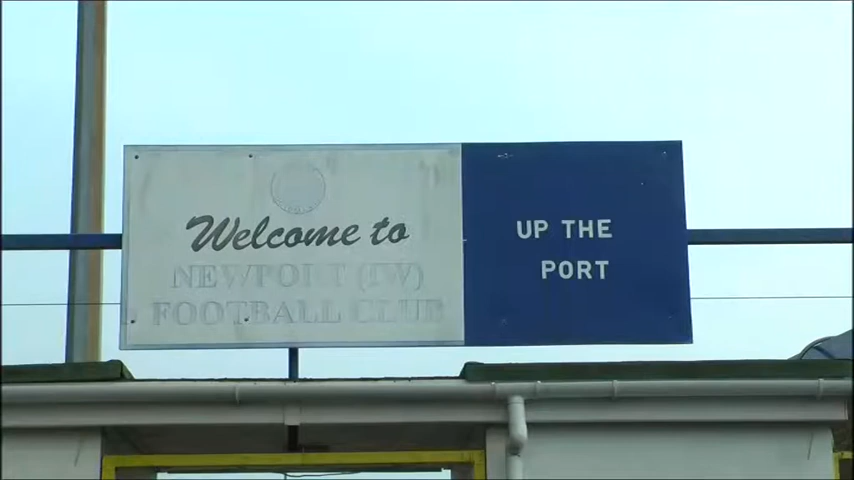 Welcome to
NEWPORT (IW)
FOOTBALL CLUB
UP THE
PORT